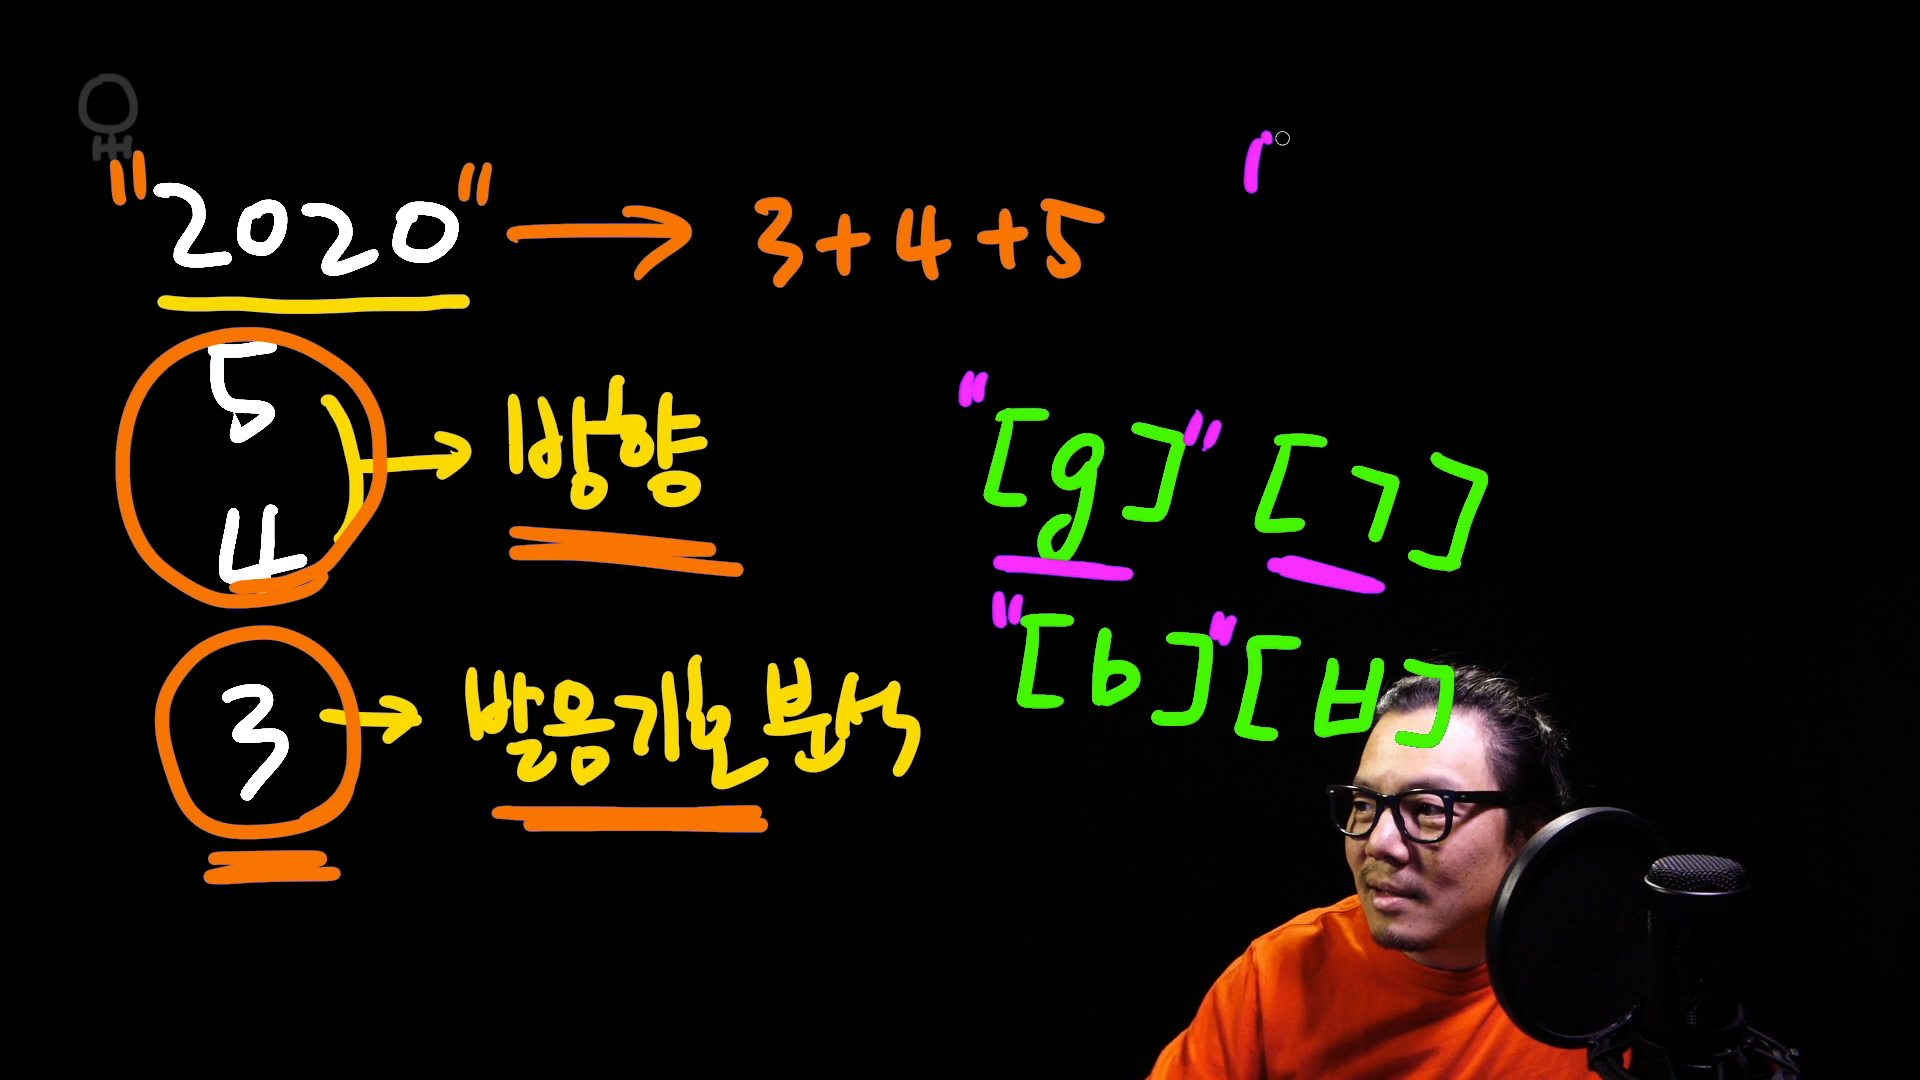 "2020" → 3+4+5
5
4
→ 방향
3 → 발음기호 분석
"[g]" [ㄱ]
"[b]" [ㅂ]